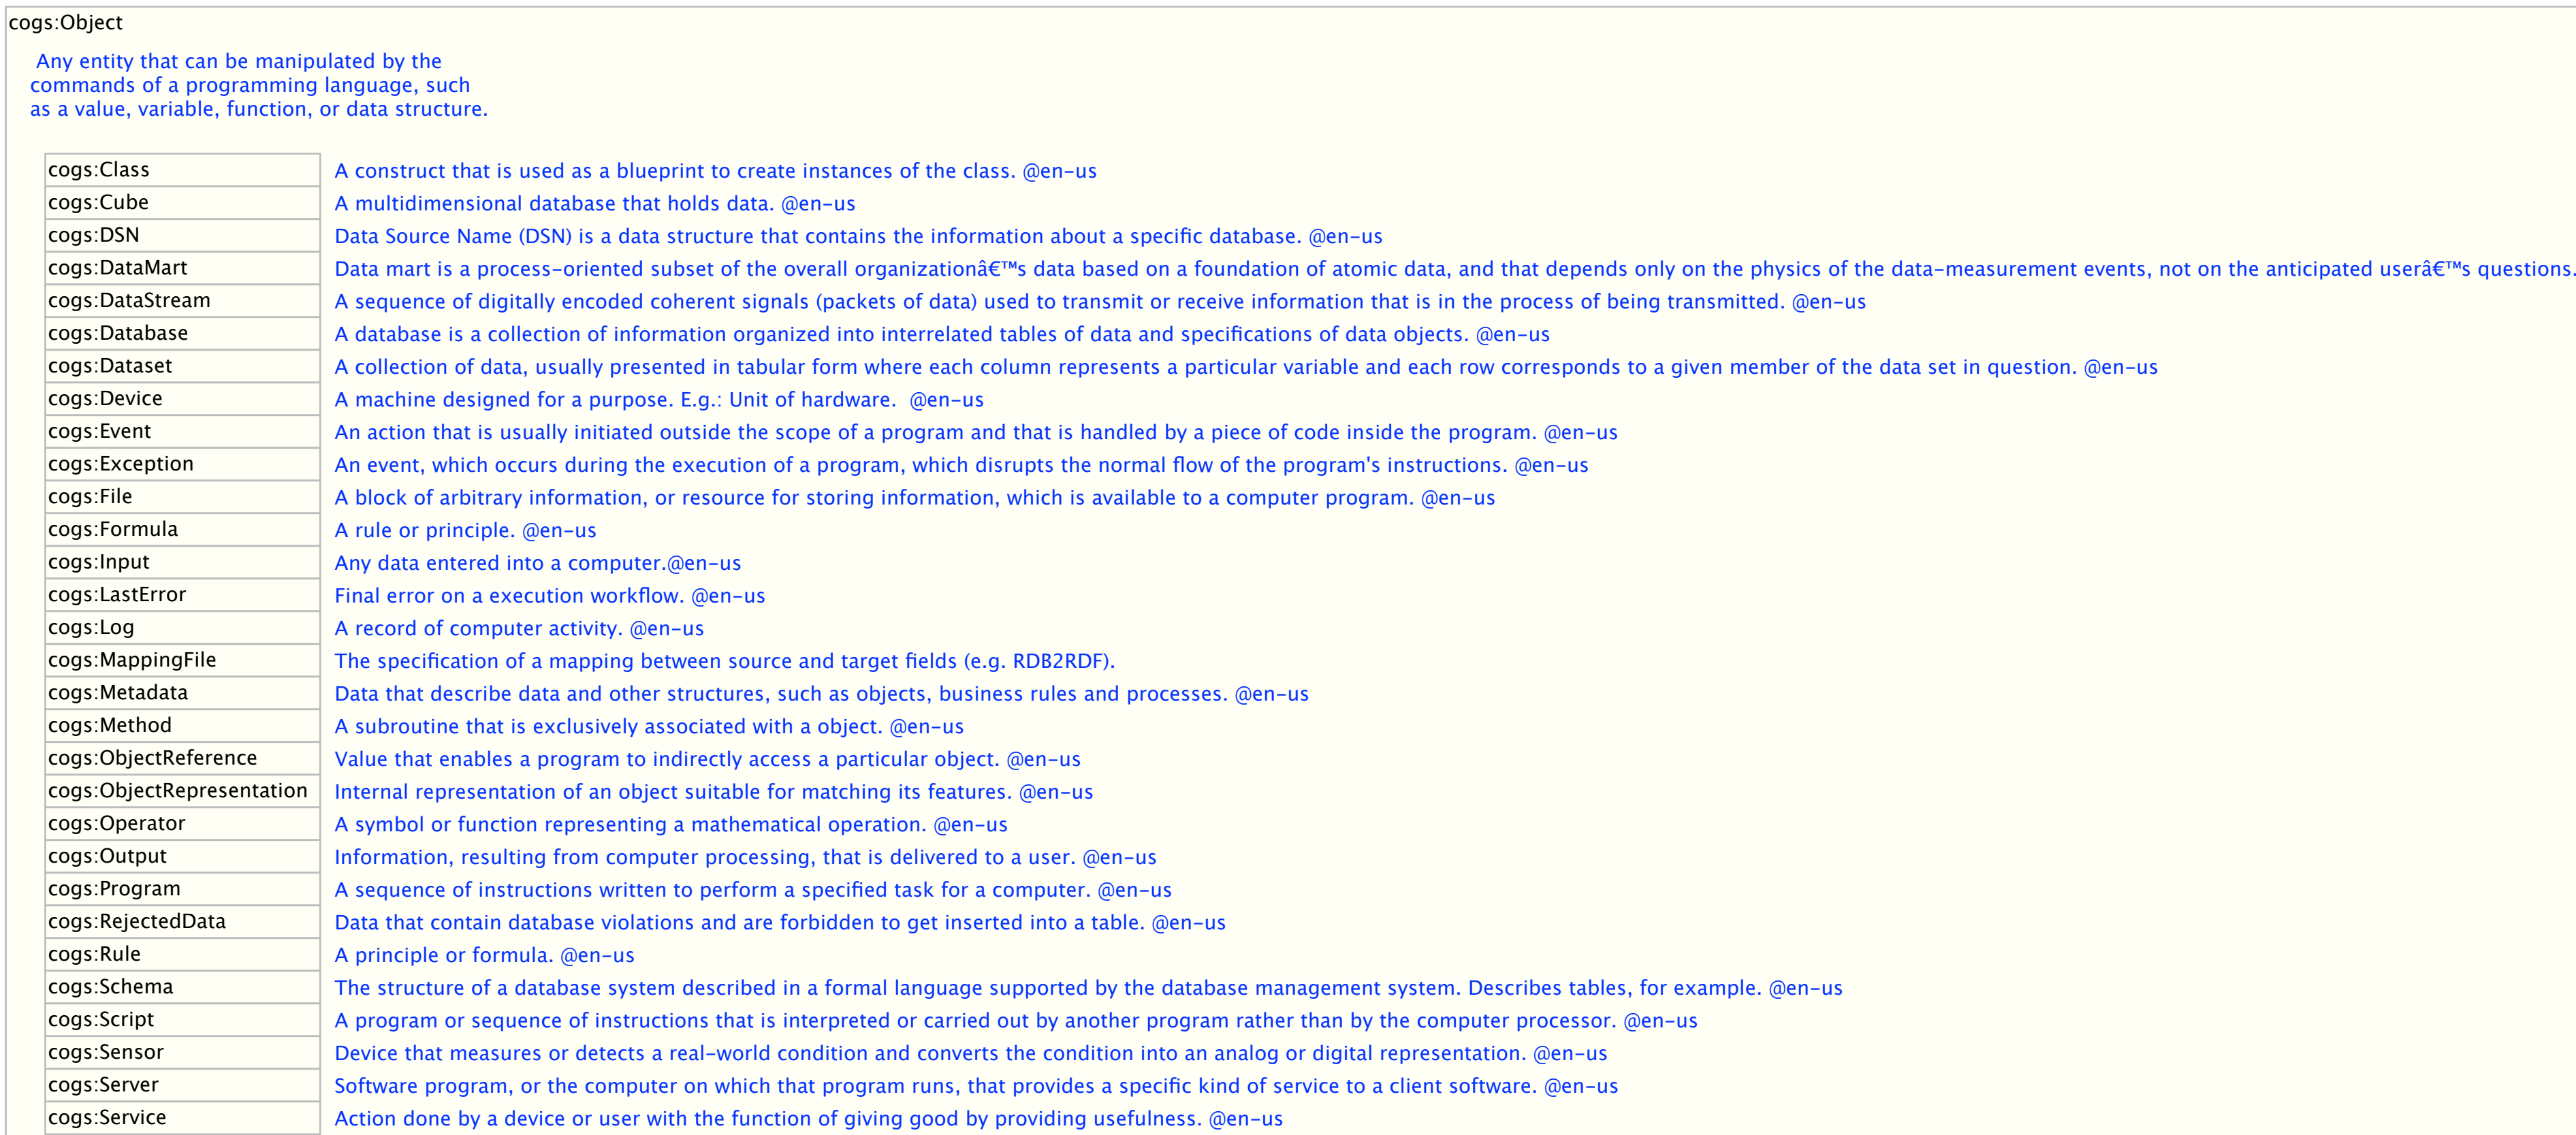 cogs:Object
Any entity that can be manipulated by the
commands of a programming language, such
as a value, variable, function, or data structure.
cogs:Class A construct that is used as a blueprint to create instances of the class. @en-us
cogs:Cube A multidimensional database that holds data. @en-us
cogs:DSN Data Source Name (DSN) is a data structure that contains the information about a specific database. @en-us
cogs:DataMart Data mart is a process-oriented subset of the overall organizationâ€™s data based on a foundation of atomic data, and that depends only on the physics of the data-measurement events, not on the anticipated userâ€™s questions.
cogs:DataStream A sequence of digitally encoded coherent signals (packets of data) used to transmit or receive information that is in the process of being transmitted. @en-us
cogs:Database A database is a collection of information organized into interrelated tables of data and specifications of data objects. @en-us
cogs:Dataset A collection of data, usually presented in tabular form where each column represents a particular variable and each row corresponds to a given member of the data set in question. @en-us
cogs:Device A machine designed for a purpose. E.g.: Unit of hardware. @en-us
cogs:Event An action that is usually initiated outside the scope of a program and that is handled by a piece of code inside the program. @en-us
cogs:Exception An event, which occurs during the execution of a program, which disrupts the normal flow of the program's instructions. @en-us
cogs:File A block of arbitrary information, or resource for storing information, which is available to a computer program. @en-us
cogs:Formula A rule or principle. @en-us
cogs:Input Any data entered into a computer.@en-us
cogs:LastError Final error on a execution workflow. @en-us
cogs:Log A record of computer activity. @en-us
cogs:MappingFile The specification of a mapping between source and target fields (e.g. RDB2RDF).
cogs:Metadata Data that describe data and other structures, such as objects, business rules and processes. @en-us
cogs:Method A subroutine that is exclusively associated with a object. @en-us
cogs:ObjectReference Value that enables a program to indirectly access a particular object. @en-us
cogs:ObjectRepresentation Internal representation of an object suitable for matching its features. @en-us
cogs:Operator A symbol or function representing a mathematical operation. @en-us
cogs:Output Information, resulting from computer processing, that is delivered to a user. @en-us
cogs:Program A sequence of instructions written to perform a specified task for a computer. @en-us
cogs:RejectedData Data that contain database violations and are forbidden to get inserted into a table. @en-us
cogs:Rule A principle or formula. @en-us
cogs:Schema The structure of a database system described in a formal language supported by the database management system. Describes tables, for example. @en-us
cogs:Script A program or sequence of instructions that is interpreted or carried out by another program rather than by the computer processor. @en-us
cogs:Sensor Device that measures or detects a real-world condition and converts the condition into an analog or digital representation. @en-us
cogs:Server Software program, or the computer on which that program runs, that provides a specific kind of service to a client software. @en-us
cogs:Service Action done by a device or user with the function of giving good by providing usefulness. @en-us